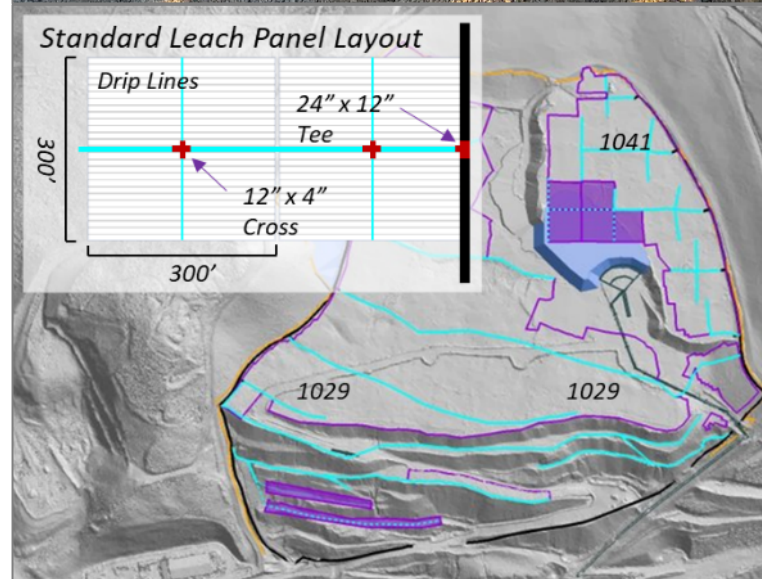 Standard Leach Panel Layout
Drip Lines
24” x 12”
Tee
300’
12” x 4”
Cross
300’
1041
1029
1029